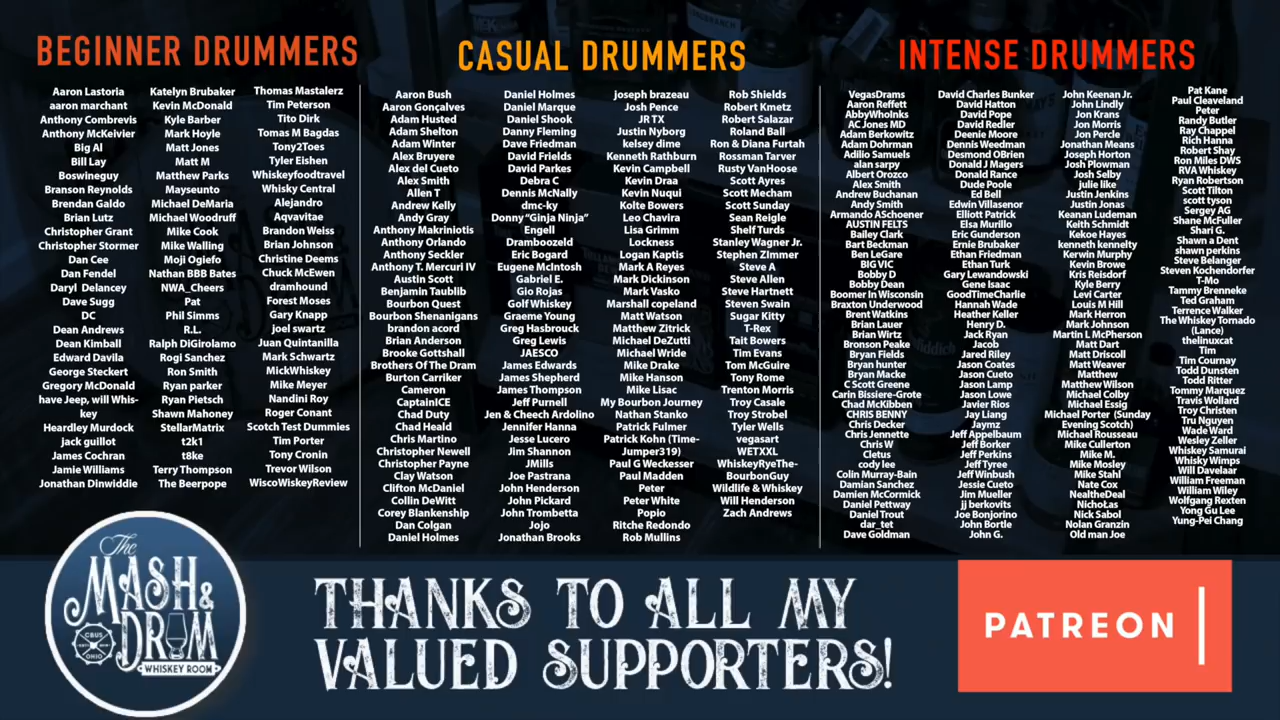 BEGINNER DRUMMERS
Aaron Lastoria
aaron marchant
Anthony Combrevis
Anthony McKeivier
Big Al
Bill Lay
Boswineguy
Branson Reynolds
Brendan Galdo
Brian Lutz
Christopher Grant
Christopher Stormer
Dan Cee
Dan Fendel
Daryl Delancey
Dave Sugg
DC
Dean Andrews
Dean Kimball
Edward Davila
George Steckert
Gregory McDonald
have Jeep, will Whis-
key
Heardley Murdock
jack guillot
James Cochran
Jamie Williams
Jonathan Dinwiddie
Katelyn Brubaker
Kevin McDonald
Kyle Barber
Mark Hoyle
Matt Jones
Matt M
Matthew Parks
Mayseunto
Michael DeMaria
Michael Woodruff
Mike Cook
Mike Walling
Moji Ogiefo
Nathan BBB Bates
NWA_Cheers
Pat
Phil Simms
R.L.
Ralph DiGirolamo
Rogi Sanchez
Ron Smith
Ryan parker
Ryan Pietsch
Shawn Mahoney
StellarMatrix
t2k1
t8ke
Terry Thompson
The Beerpope
Thomas Mastalerz
Tim Peterson
Tito Dirk
Tomas M Bagdas
Tony2Toes
Tyler Eishen
Whiskeyfoodtravel
Whisky Central
Alejandro
Aqvavitae
Brandon Weiss
Brian Johnson
Christine Deems
Chuck McEwen
dramhound
Forest Moses
Gary Knapp
Joel swartz
Juan Quintanilla
Mark Schwartz
MickWhiskey
Mike Meyer
Nandini Roy
Roger Conant
Scotch Test Dummies
Tim Porter
Tony Cronin
Trevor Wilson
WiscoWiskeyReview
CASUAL DRUMMERS
Aaron Bush
Aaron Gonçalves
Adam Husted
Adam Shelton
Adam Winter
Alex Bruyere
Alex del Cueto
Alex Smith
Allen T
Andrew Kelly
Andy Gray
Anthony Makriniotis
Anthony Orlando
Anthony Seckler
Anthony T. Mercuri IV
Austin Scott
Benjamin Taublib
Bourbon Quest
Bourbon Shenanigans
brandon acord
Brian Anderson
Brooke Gottshall
Brothers Of The Dram
Burton Carriker
Cameron
CaptainICE
Chad Duty
Chad Heald
Chris Martino
Christopher Newell
Christopher Payne
Clay Watson
Clifton McDaniel
Collin DeWitt
Corey Blankenship
Dan Colgan
Daniel Holmes
Daniel Holmes
Daniel Marque
Daniel Shook
Danny Fleming
Dave Friedman
David Frields
David Parkes
Debra C
Dennis McNally
dmc-ky
Donny "Ginja Ninja"
Engell
Dramboozeld
Eric Bogard
Eugene McIntosh
Gabriel E.
Gio Rojas
Golf Whiskey
Graeme Young
Greg Hasbrouck
Greg Lewis
JAESCO
James Edwards
James Shepherd
James Thompson
Jeff Purnell
Jen & Cheech Ardolino
Jennifer Hanna
Jesse Lucero
Jim Shannon
JMills
Joe Pastrana
John Henderson
John Pickard
John Trombetta
Jojo
Jonathan Brooks
Joseph brazeau
Josh Pence
JR TX
Justin Nyborg
kelsey dime
Kenneth Rathburn
Kevin Campbell
Kevin Draa
Kevin Nuqui
Kolte Bowers
Leo Chavira
Lisa Grimm
Lockness
Logan Kaptis
Mark A Reyes
Mark Dickinson
Mark Vasko
Marshall copeland
Matt Watson
Matthew Zitrick
Michael DeZutti
Michael Wride
Mike Drake
Mike Hanson
Mike Litac
My Bourbon Journey
Nathan Stanko
Patrick Fulmer
Patrick Kohn (Time-
Jumper319)
Paul G Weckesser
Paul Madden
Peter
Peter White
Popio
Ritche Redondo
Rob Mullins
Rob Shields
Robert Kmetz
Robert Salazar
Roland Ball
Ron & Diana Furtah
Rossman Tarver
Rusty VanHoose
Scott Ayres
Scott Mecham
Scott Sunday
Sean Reigle
Shelf Turds
Stanley Wagner Jr.
Stephen ZImmer
Steve A
Steve Allen
Steve Hartnett
Steven Swain
Sugar Kitty
T-Rex
Tait Bowers
Tim Evans
Tom McGuire
Tony Rome
Trenton Morris
Troy Casale
Troy Strobel
Tyler Wells
vegasart
WETXXL
WhiskeyRyeThe-
BourbonGuy
Wildlife & Whiskey
Will Henderson
Zach Andrews
INTENSE DRUMMERS
VegasDrams
Aaron Reffett
AbbyWhoInks
AC Jones MD
Adam Berkowitz
Adam Dohrman
Adilio Samuels
alan sarpy
Albert Orozco
Alex Smith
Andrew Buchanan
Andy Smith
Armando ASchoener
AUSTIN FELTS
Bailey Clark
Bart Beckman
Ben LeGare
BIG VIC
Bobby D
Bobby Dean
Boomer In Wisconsin
Braxton Underwood
Brent Watkins
Brian Lauer
Brian Wirtz
Bronson Peake
Bryan Fields
Bryan hunter
Bryan Macke
C Scott Greene
Carin Bissiere-Grote
Chad McKibben
CHRIS BENNY
Chris Decker
Chris Jennette
Chris W
Cletus
cody lee
Colin Murray-Bain
Damían Sanchez
Damien McCormick
Daniel Pettway
Daniel Trout
dar_tet
Dave Goldman
David Charles Bunker
David Hatton
David Pope
David Redler
Deenie Moore
Dennis Weedman
Desmond OBrien
Donald J Magers
Donald Rance
Dude Poole
Ed Bell
Edwin Villasenor
Elliott Patrick
Elsa Murillo
Eric Gunderson
Ernie Brubaker
Ethan Friedman
Ethan Turk
Gary Lewandowski
Gene Isaac
GoodTimeCharlie
Hannah Wade
Heather Keller
Henry D.
Jack Ryan
Jacob
Jared Riley
Jason Coates
Jason Cueto
Jason Lamp
Jason Lowe
Javier Rios
Jay Liang
Jaymz
Jeff Appelbaum
Jeff Borker
Jeff Perkins
Jeff Tyree
Jeff Winbush
Jessie Cueto
Jim Mueller
jj berkovits
Joe Bonjorino
John Bortle
John G.
John Keenan Jr.
John Lindly
Jon Krans
Jon Morris
Jon Percle
Jonathan Means
Joseph Horton
Josh Plowman
Josh Selby
Julie like
Justin Jenkins
Justin Jonas
Keanan Ludeman
Keith Schmidt
Kekoe Hayes
kenneth kennelty
Kerwin Murphy
Kevin Browe
Kris Reisdorf
Kyle Berry
Levi Carter
Louis M Hill
Mark Herron
Mark Johnson
Martin L McPherson
Matt Dart
Matt Driscoll
Matt Weaver
Matthew
Matthew Wilson
Michael Colby
Michael Essig
Michael Porter (Sunday
Evening Scotch)
Michael Rousseau
Mike Cullerton
Mike M.
Mike Mosley
Mike Stahl
Nate Cox
NealtheDeal
NichoLas
Nick Sabol
Nolan Granzin
Old man Joe
Pat Kane
Paul Cleaveland
Peter
Randy Butler
Ray Chappel
Rich Hanna
Robert Shay
Ron Miles DWS
RVA Whiskey
Ryan Robertson
Scott Tilton
scott tyson
Sergey AG
Shane McFuller
Shari G.
Shawn a Dent
shawn perkins
Steve Belanger
Steven Kochendorfer
T-Mo
Tammy Brenneke
Ted Graham
Terrence Walker
The Whiskey Tornado
(Lance)
thelinuxcat
Tim
Tim Cournay
Todd Dunsten
Todd Ritter
Tommy Marquez
Travis Wollard
Troy Christen
Tru Nguyen
Wade Ward
Wesley Zeller
Whiskey Samurai
Whisky Wimps
Will Davelaar
William Freeman
William Wiley
Wolfgang Rexten
Yong Gu Lee
Yung-Pei Chang
The
MASH &
DRUM
CBUS
OHIO
WHISKEY ROOM
THANKS TO ALL MY
VALUED SUPPORTERS!
PATREON